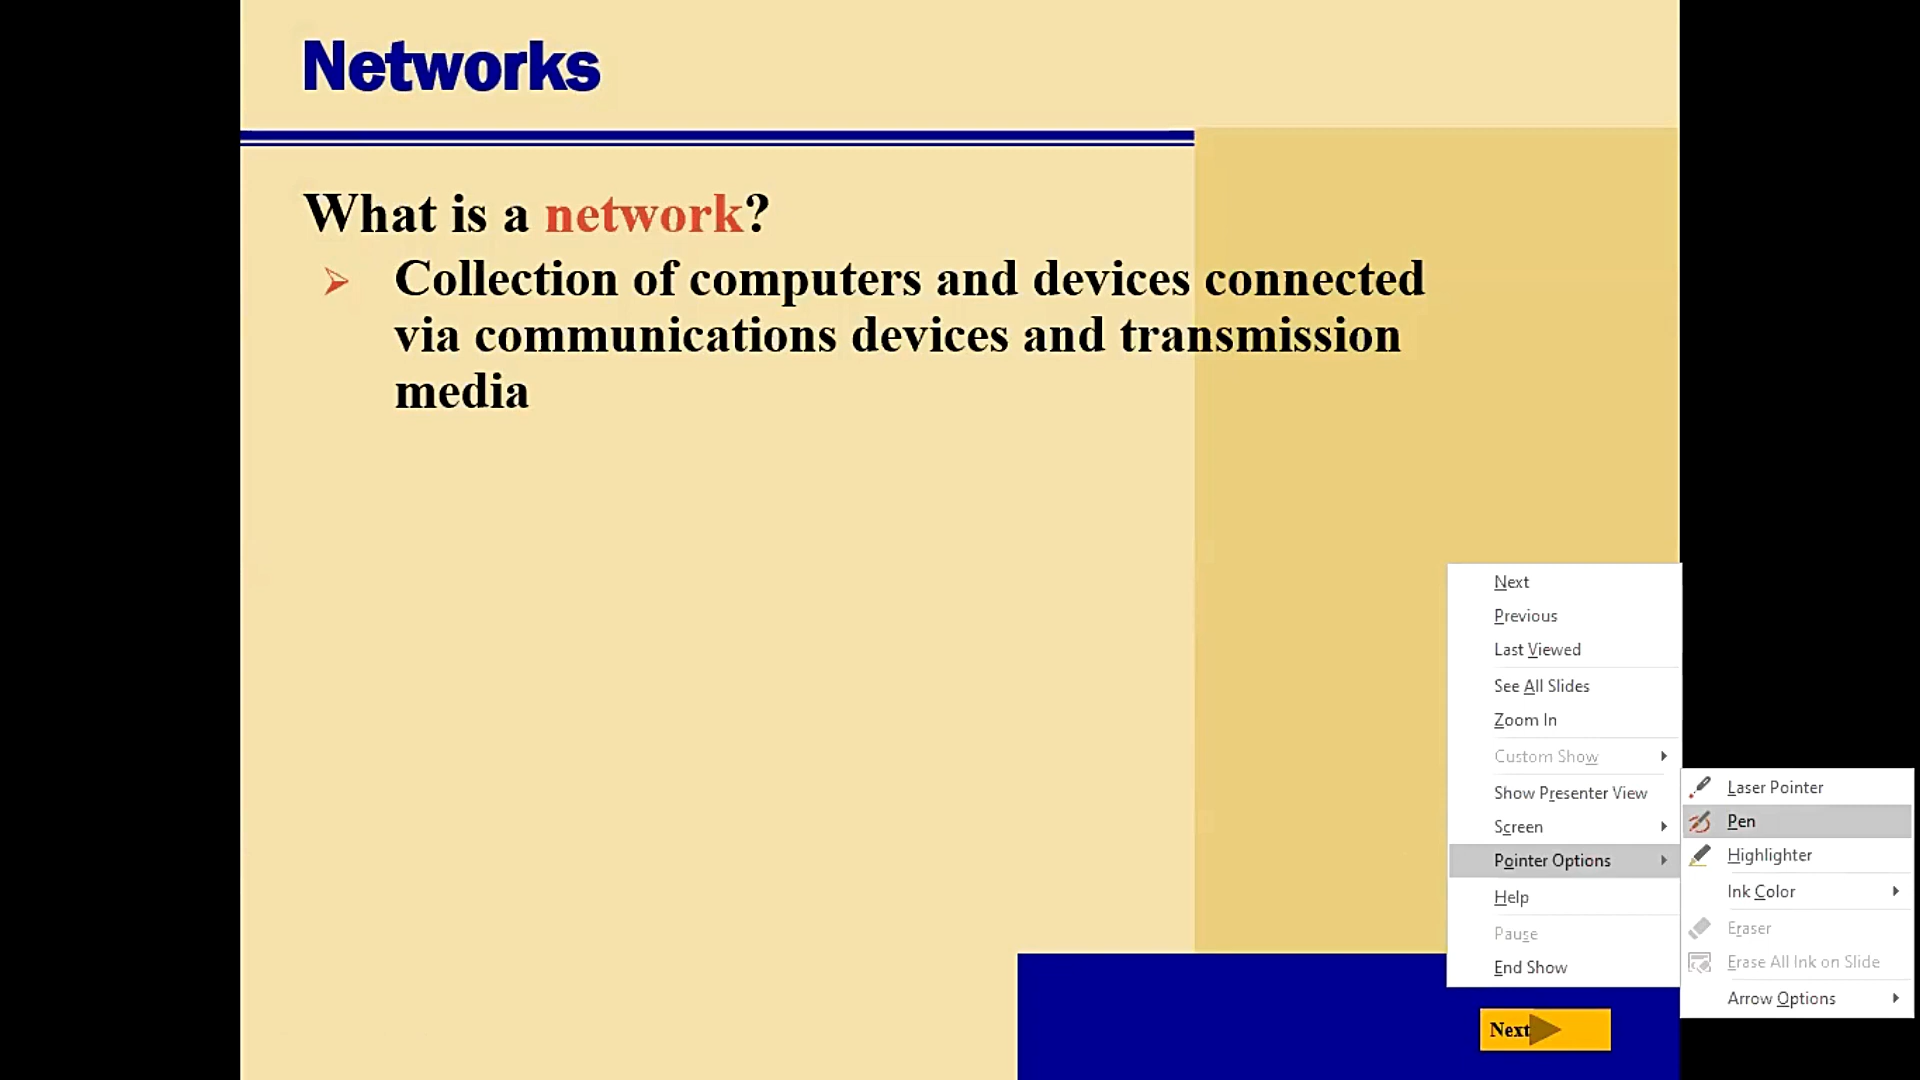 Networks
What is a network?
Collection of computers and devices connected
via communications devices and transmission
media
Next
Previous
Last Viewed
See All Slides
Zoom In
Custom Show
Show Presenter View
Screen
Pointer Options
Help
Pause
End Show
Laser Pointer
Pen
Highlighter
Ink Color
Eraser
Erase All Ink on Slide
Arrow Options
Next